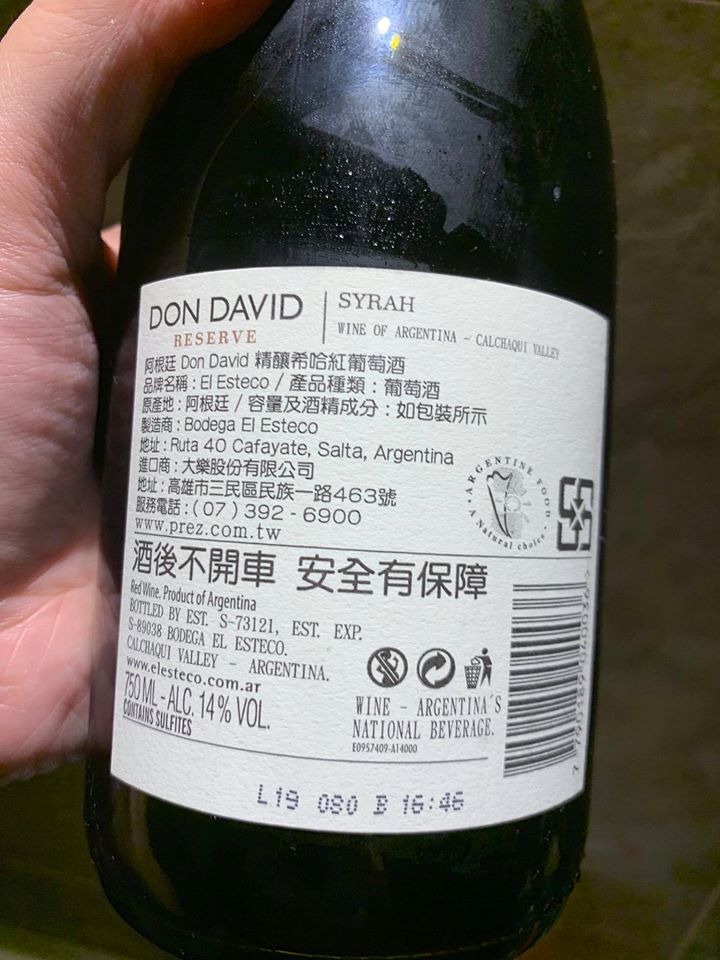 DON DAVID
RESERVE
SYRAH
WINE OF ARGENTINA - CALCHAQUI VALLEY
阿根廷 Don David 精釀希哈紅葡萄酒
品牌名稱：El Esteco / 產品種類：葡萄酒
原產地：阿根廷 / 容量及酒精成分：如包裝所示
製造商：Bodega El Esteco
地址：Ruta 40 Cafayate, Salta, Argentina
進口商：大樂股份有限公司
地址：高雄市三民區民族一路463號
服務電話：(07) 392-6900
www.prez.com.tw
ARGENTINE FOOD
A Natural choice
酒後不開車 安全有保障
Red Wine. Product of Argentina
BOTTLED BY EST. S-73121, EST. EXP.
S-89038 BODEGA EL ESTECO.
CALCHAQUI VALLEY - ARGENTINA.
www.elesteco.com.ar
750 ML - ALC. 14% VOL.
CONTAINS SULFITES
WINE - ARGENTINA'S
NATIONAL BEVERAGE.
E0957409-A14000
L19 080 B 16:46